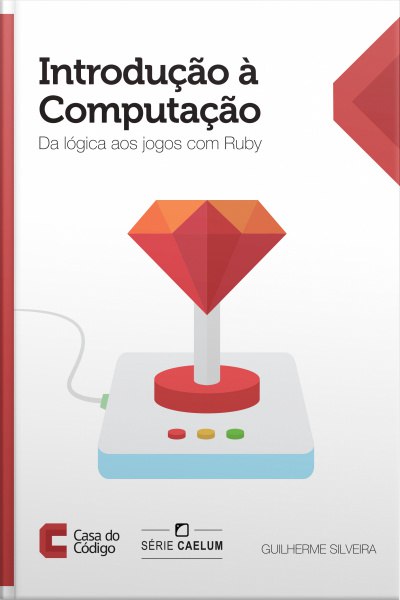 Introdução à
Computação
Da lógica aos jogos com Ruby
Casa do
Código
SÉRIE CAELUM
GUILHERME SILVEIRA